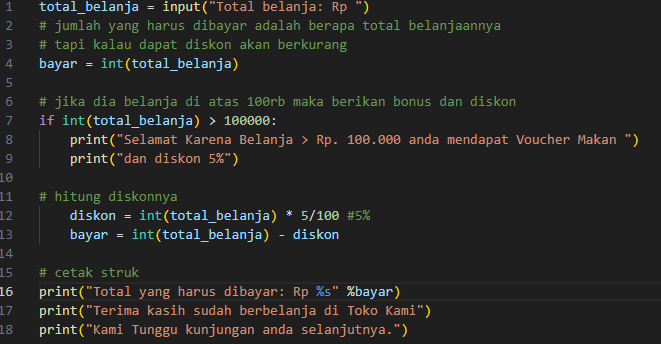 1 total_belanja = input("Total belanja: Rp ")
2 # jumlah yang harus dibayar adalah berapa total belanjaannya
3 # tapi kalau dapat diskon akan berkurang
4 bayar = int(total_belanja)
5
6 # jika dia belanja di atas 100rb maka berikan bonus dan diskon
7 if int(total_belanja) > 100000:
8     print("Selamat Karena Belanja > Rp. 100.000 anda mendapat Voucher Makan ")
9     print("dan diskon 5%")
10
11 # hitung diskonnya
12     diskon = int(total_belanja) * 5/100 #5%
13     bayar = int(total_belanja) - diskon
14
15 # cetak struk
16 print("Total yang harus dibayar: Rp %s" %bayar)
17 print("Terima kasih sudah berbelanja di Toko Kami")
18 print("Kami Tunggu kunjungan anda selanjutnya.")